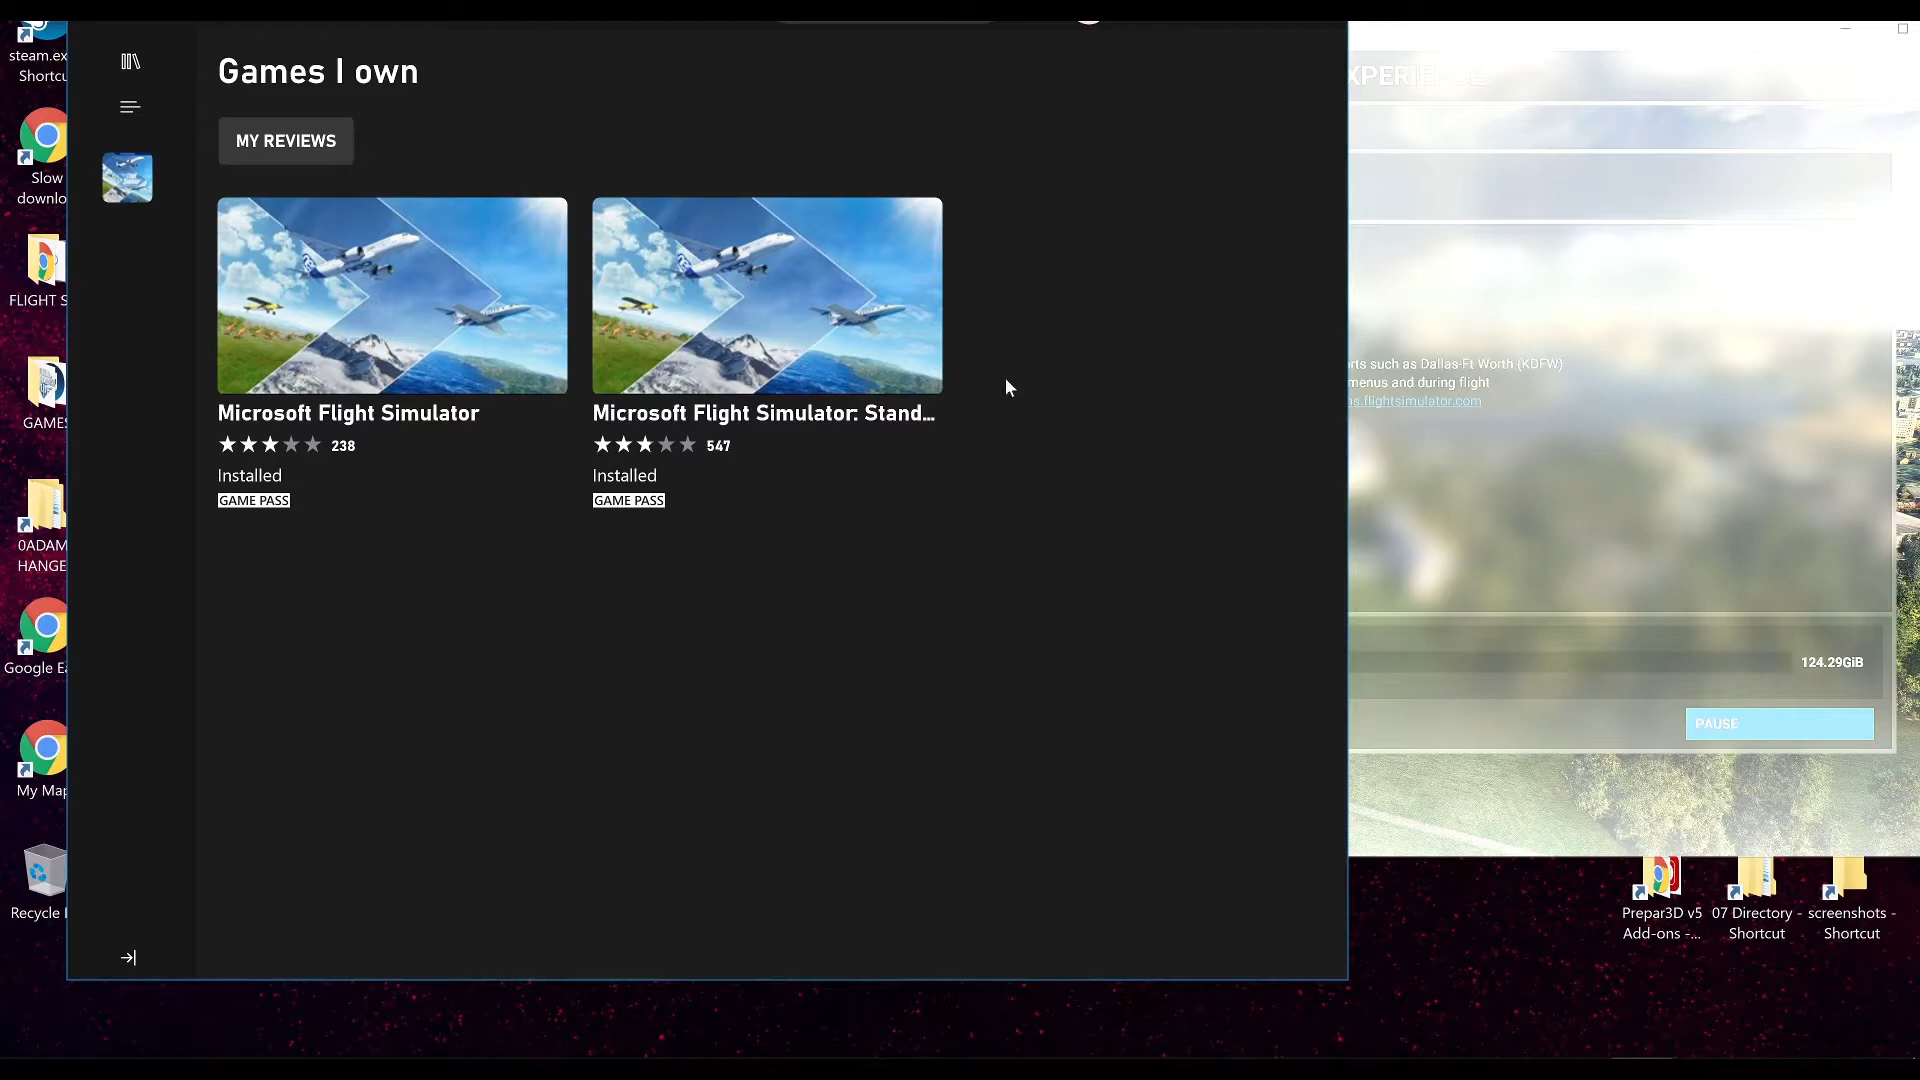 steam.ex
Shortcu
Slow
downlo
FLIGHT S
GAMES
0ADAM
HANGE
Google Ea
My Map
Recycle
Games I own
MY REVIEWS
Microsoft Flight Simulator
238
Installed
GAME PASS
Microsoft Flight Simulator: Stand...
547
Installed
GAME PASS
XPERIENCE
rts such as Dallas-Ft Worth (KDFW)
menus and during flight
ns.flightsimulator.com
124.29GiB
PAUSE
Prepar3D v5
Add-ons -...
07 Directory -
Shortcut
screenshots -
Shortcut